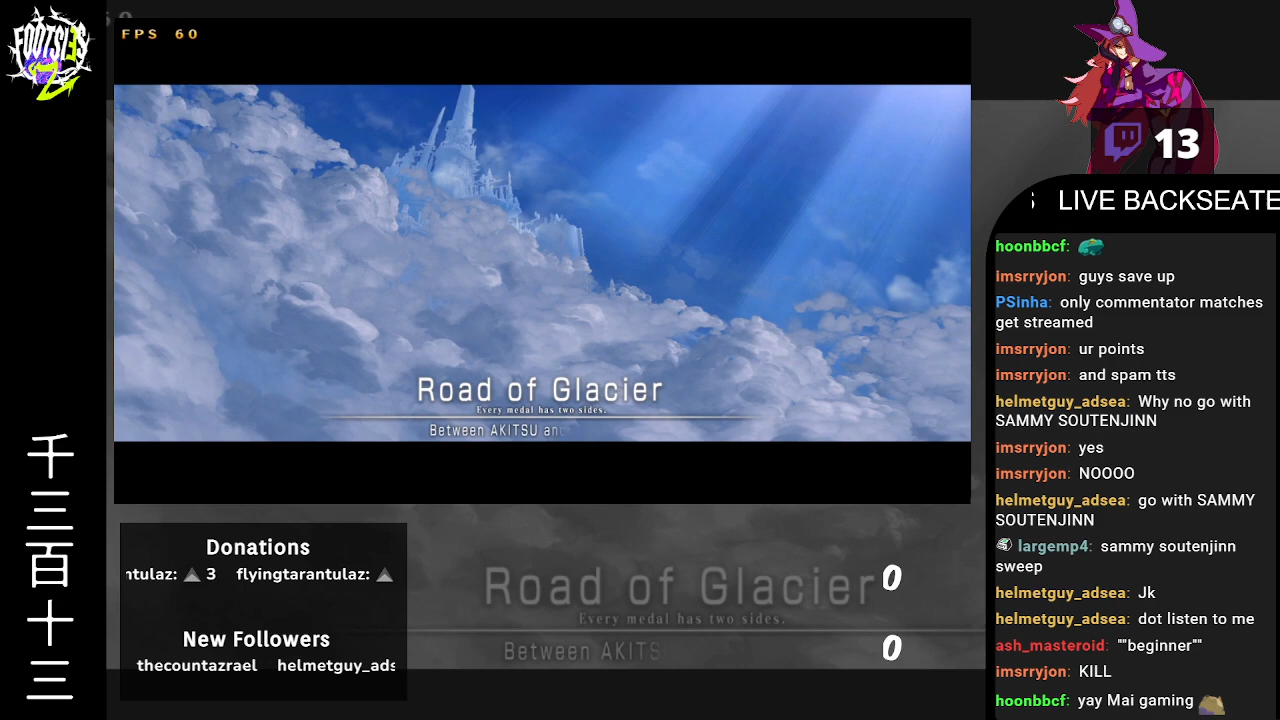 FOOTSIES
2
60
FPS 60
Road of Glacier
Every medal has two sides.
Between AKITSU an
13
LIVE BACKSEATE
hoonbbcf:
imsrryjon: guys save up
PSinha: only commentator matches
get streamed
imsrryjon: ur points
imsrryjon: and spam tts
helmetguy_adsea: Why no go with
SAMMY SOUTENJINN
imsrryjon: yes
imsrryjon: NOOOO
helmetguy_adsea: go with SAMMY
SOUTENJINN
largemp4: sammy soutenjinn
sweep
helmetguy_adsea: Jk
helmetguy_adsea: dot listen to me
ash_masteroid: ""beginner""
imsrryjon: KILL
hoonbbcf: yay Mai gaming
千三百十三
Donations
ntulaz: 3 flyingtarantulaz:
New Followers
thecountazrael helmetguy_ads
Road of Glacier
Every medal has two sides.
Between AKITS
0
0